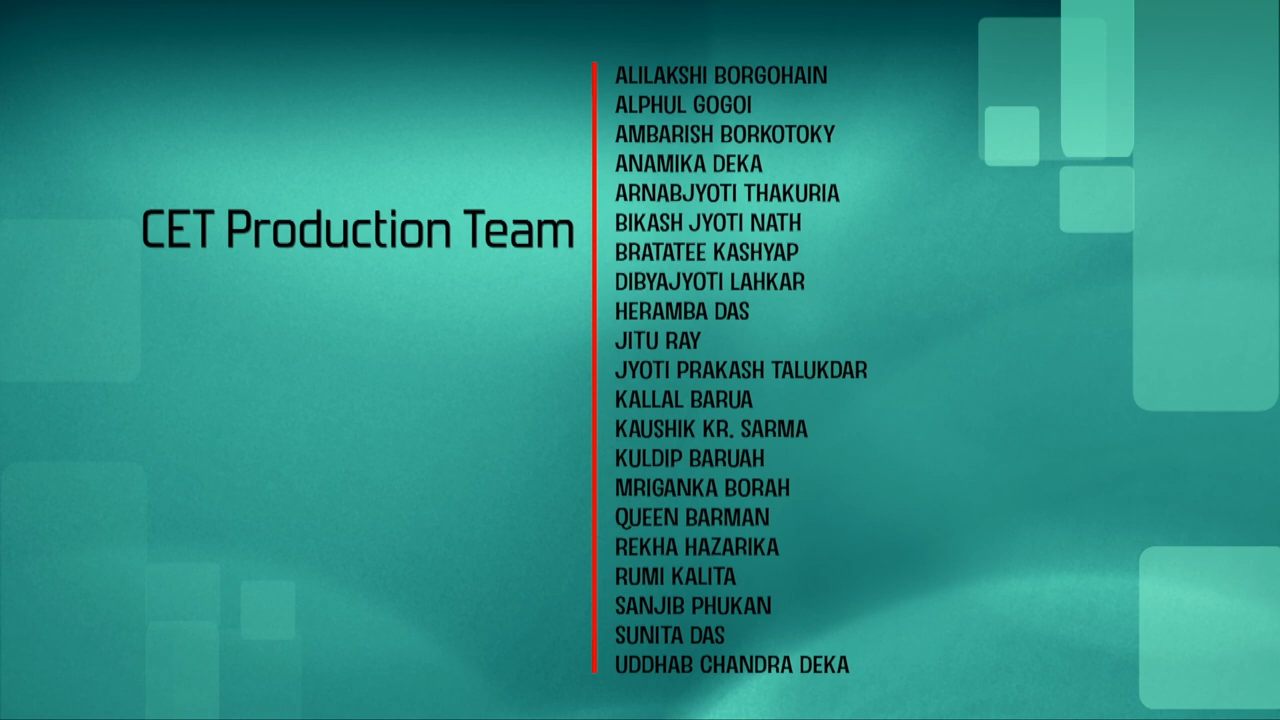 CET Production Team
ALILAKSHI BORGOHAIN
ALPHUL GOGOI
AMBARISH BORKOTOKY
ANAMIKA DEKA
ARNABJYOTI THAKURIA
BIKASH JYOTI NATH
BRATATEE KASHYAP
DIBYAJYOTI LAHKAR
HERAMBA DAS
JITU RAY
JYOTI PRAKASH TALUKDAR
KALLAL BARUA
KAUSHIK KR. SARMA
KULDIP BARUAH
MRIGANKA BORAH
QUEEN BARMAN
REKHA HAZARIKA
RUMI KALITA
SANJIB PHUKAN
SUNITA DAS
UDDHAB CHANDRA DEKA